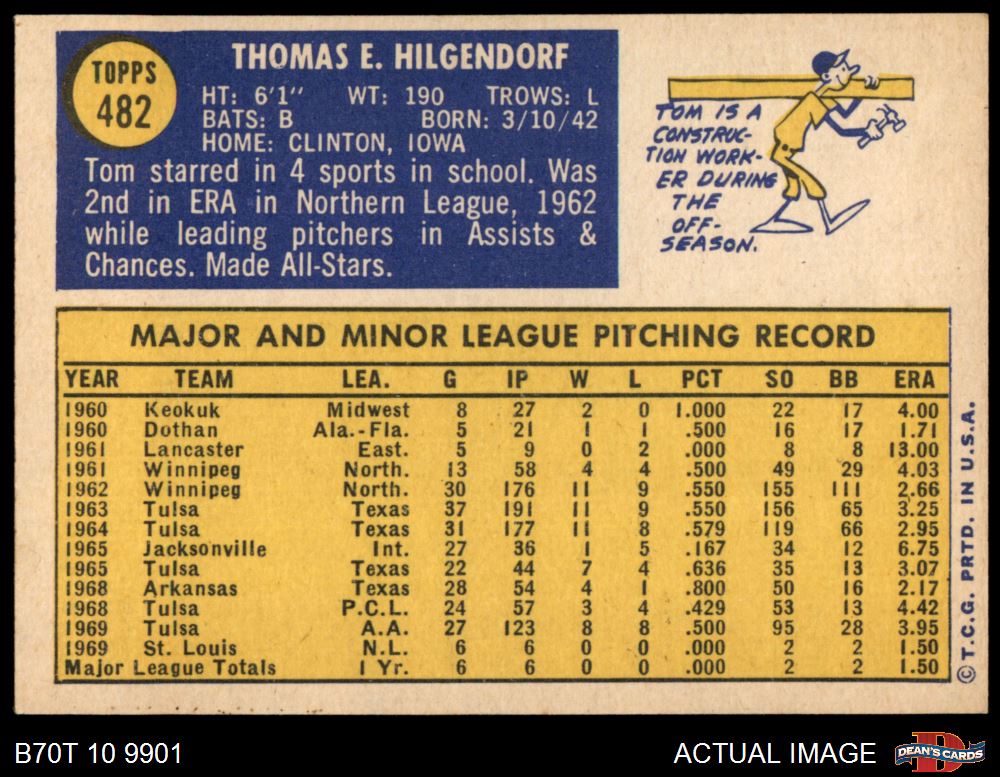 TOPPS
482
THOMAS E. HILGENDORF
HT: 6'1" WT: 190 TROWS: L
BATS: B BORN: 3/10/42
HOME: CLINTON, IOWA
Tom starred in 4 sports in school. Was
2nd in ERA in Northern League, 1962
while leading pitchers in Assists &
Chances. Made All-Stars.
TOM IS A
CONSTRUC-
TION WORK-
ER DURING
THE
OFF-
SEASON.
MAJOR AND MINOR LEAGUE PITCHING RECORD
YEAR TEAM LEA. G IP W L PCT SO BB ERA
1960 Keokuk Midwest 8 27 2 0 1.000 22 17 4.00
1960 Dothan Ala.-Fla. 5 21 1 1 .500 16 17 1.71
1961 Lancaster East. 5 9 0 2 .000 8 8 13.00
1961 Winnipeg North. 13 58 4 4 .500 49 29 4.03
1962 Winnipeg North. 30 176 11 9 .550 155 111 2.66
1963 Tulsa Texas 37 191 11 9 .550 156 65 3.25
1964 Tulsa Texas 31 177 11 8 .579 119 66 2.95
1965 Jacksonville Int. 27 36 1 5 .167 34 12 6.75
1965 Tulsa Texas 22 44 7 4 .636 35 13 3.07
1968 Arkansas Texas 28 54 4 1 .800 50 16 2.17
1968 Tulsa P.C.L. 24 57 3 4 .429 53 13 4.42
1969 Tulsa A.A. 27 123 8 8 .500 95 28 3.95
1969 St. Louis N.L. 6 6 0 0 .000 2 2 1.50
Major League Totals 1 Yr. 6 6 0 0 .000 2 2 1.50
© T.C.G. PRTD. IN U.S.A.
B70T 10 9901
ACTUAL IMAGE
D
DEAN'S CARDS